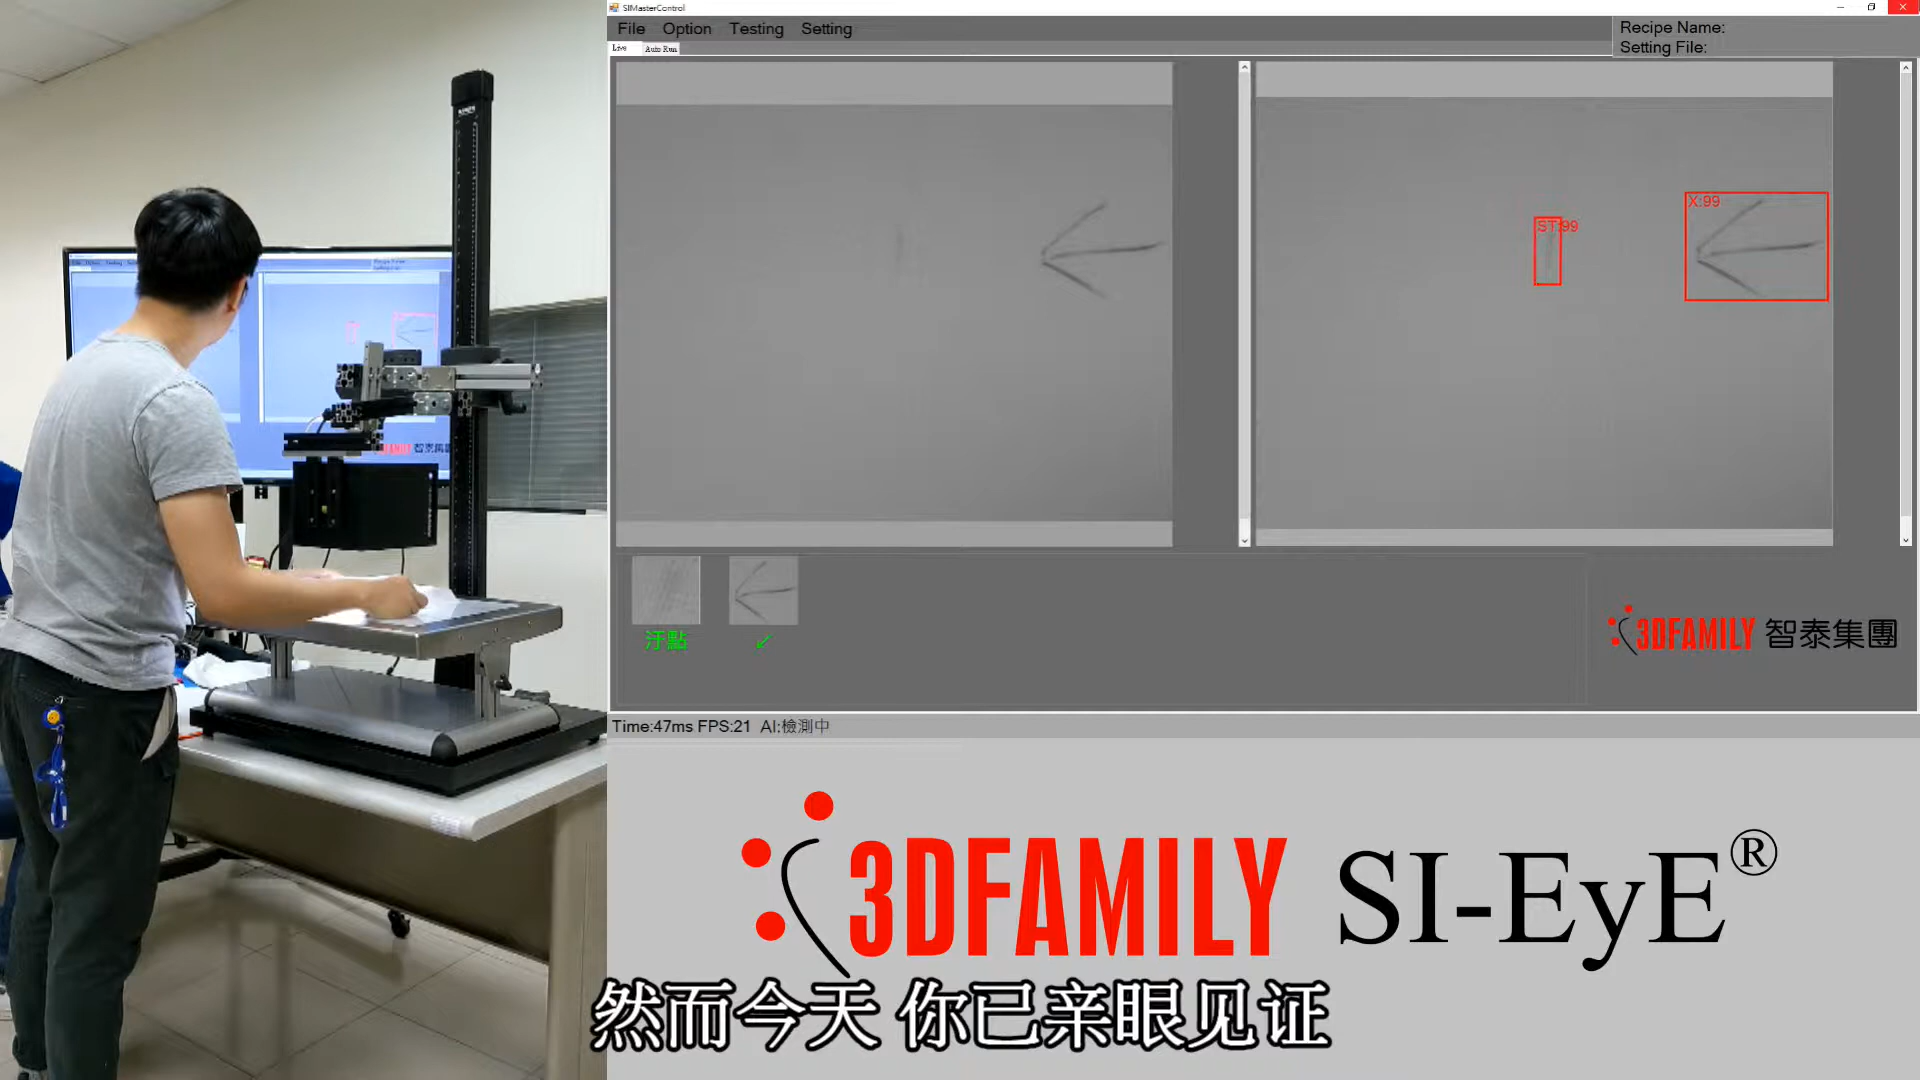 SIMasterControl
File Option Testing Setting
Recipe Name:
Setting File:
Live Auto Run
ST:99
X:99
汙點
↙
3DFAMILY 智泰集團
Time:47ms FPS:21 AI:檢測中
3DFAMILY SI-EyE®
然而今天 你已亲眼见证